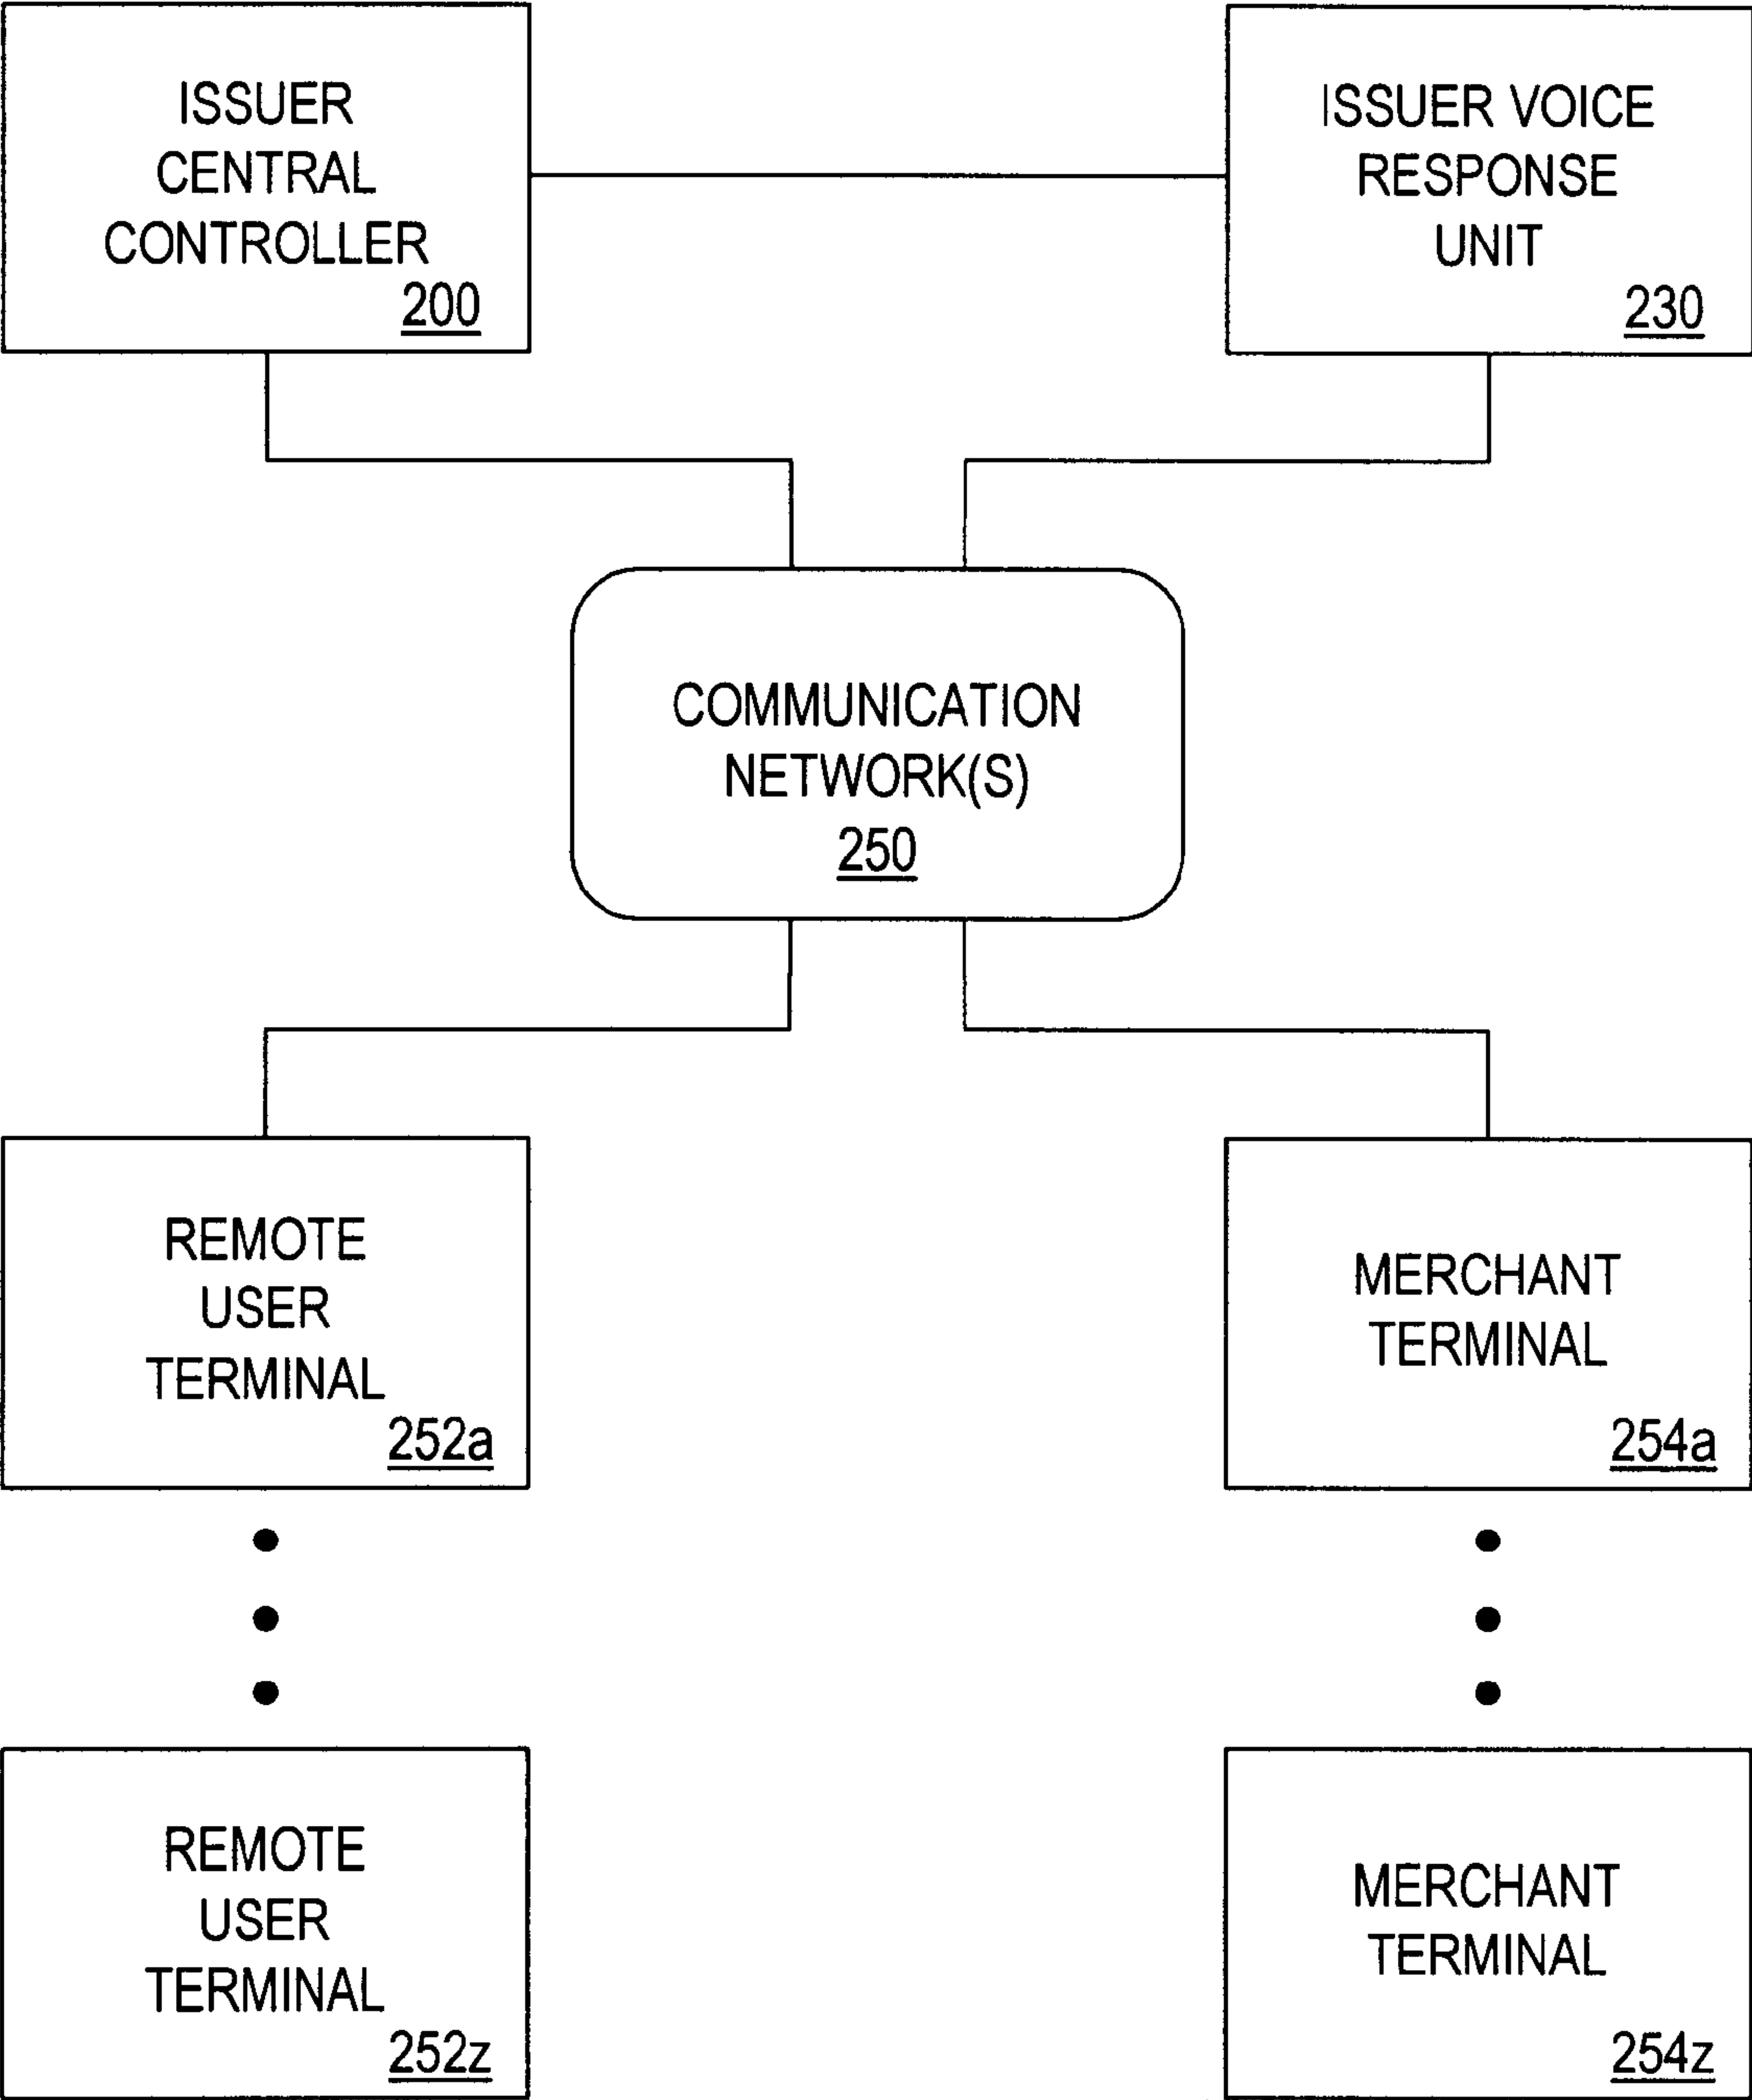 ISSUER
CENTRAL
CONTROLLER
200
ISSUER VOICE
RESPONSE
UNIT
230
COMMUNICATION
NETWORK(S)
250
REMOTE
USER
TERMINAL
252a
MERCHANT
TERMINAL
254a
REMOTE
USER
TERMINAL
252z
MERCHANT
TERMINAL
254z